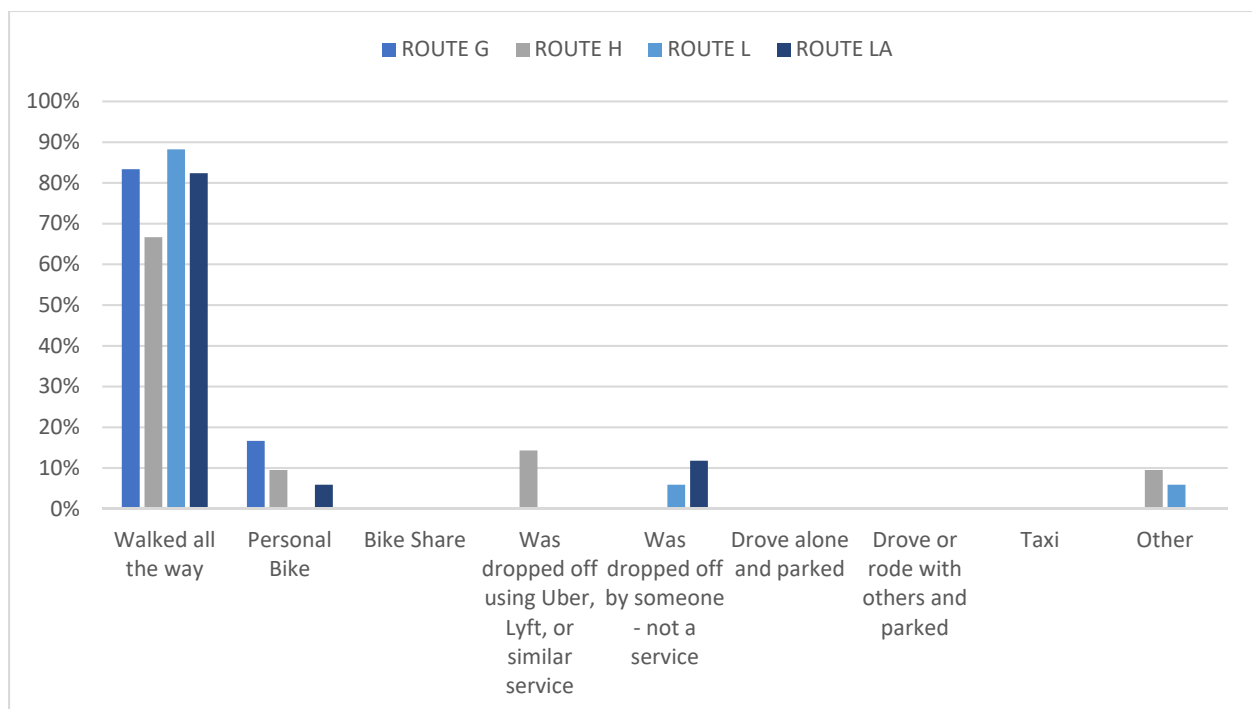 ROUTE G ROUTE H ROUTE L ROUTE LA
100%
90%
80%
70%
60%
50%
40%
30%
20%
10%
0%
Walked all the way
Personal Bike
Bike Share
Was dropped off using Uber, Lyft, or similar service
Was dropped off by someone - not a service
Drove alone and parked
Drove or rode with others and parked
Taxi
Other